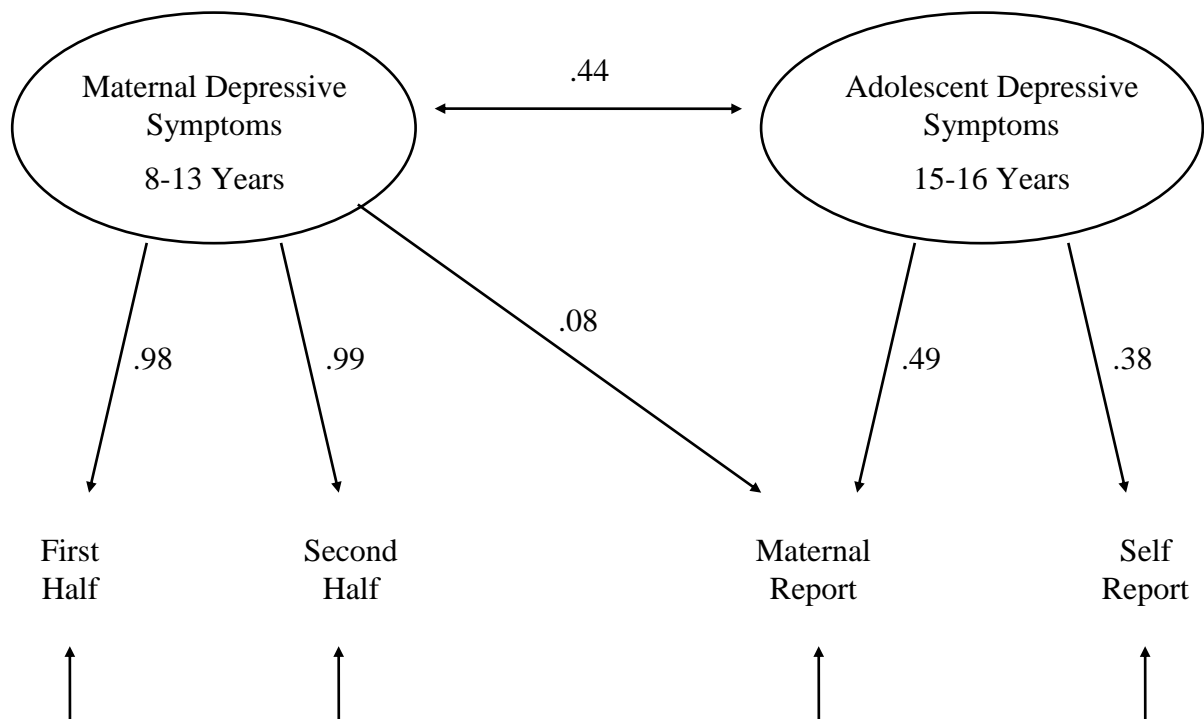 Maternal Depressive
Symptoms
8-13 Years
.44
Adolescent Depressive
Symptoms
15-16 Years
.98
.99
.08
.49
.38
First
Half
Second
Half
Maternal
Report
Self
Report